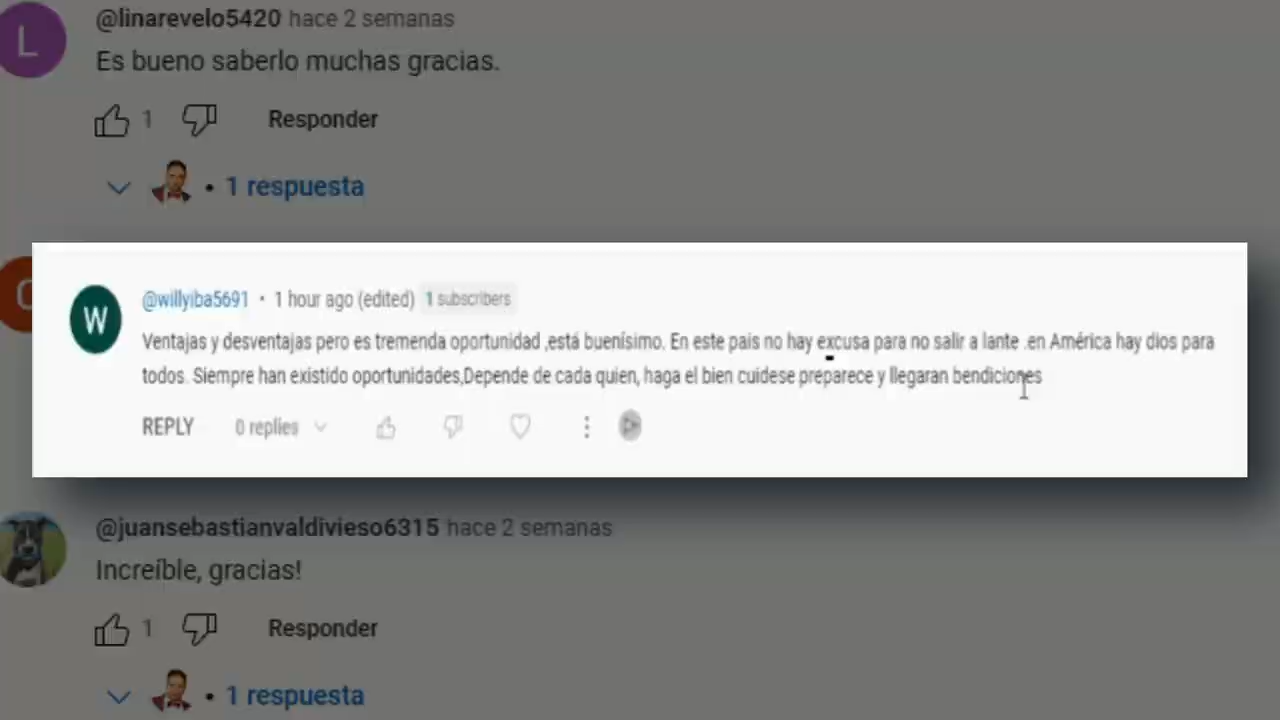 @linarevelo5420 hace 2 semanas
Es bueno saberlo muchas gracias.
1 Responder
1 respuesta
@willyiba5691 • 1 hour ago (edited) 1 subscribers
Ventajas y desventajas pero es tremenda oportunidad ,está buenísimo. En este pais no hay excusa para no salir a lante .en América hay dios para
todos. Siempre han existido oportunidades,Depende de cada quien, haga el bien cuidese preparece y llegaran bendiciones
REPLY 0 replies
@juansebastianvaldivieso6315 hace 2 semanas
Increíble, gracias!
1 Responder
1 respuesta